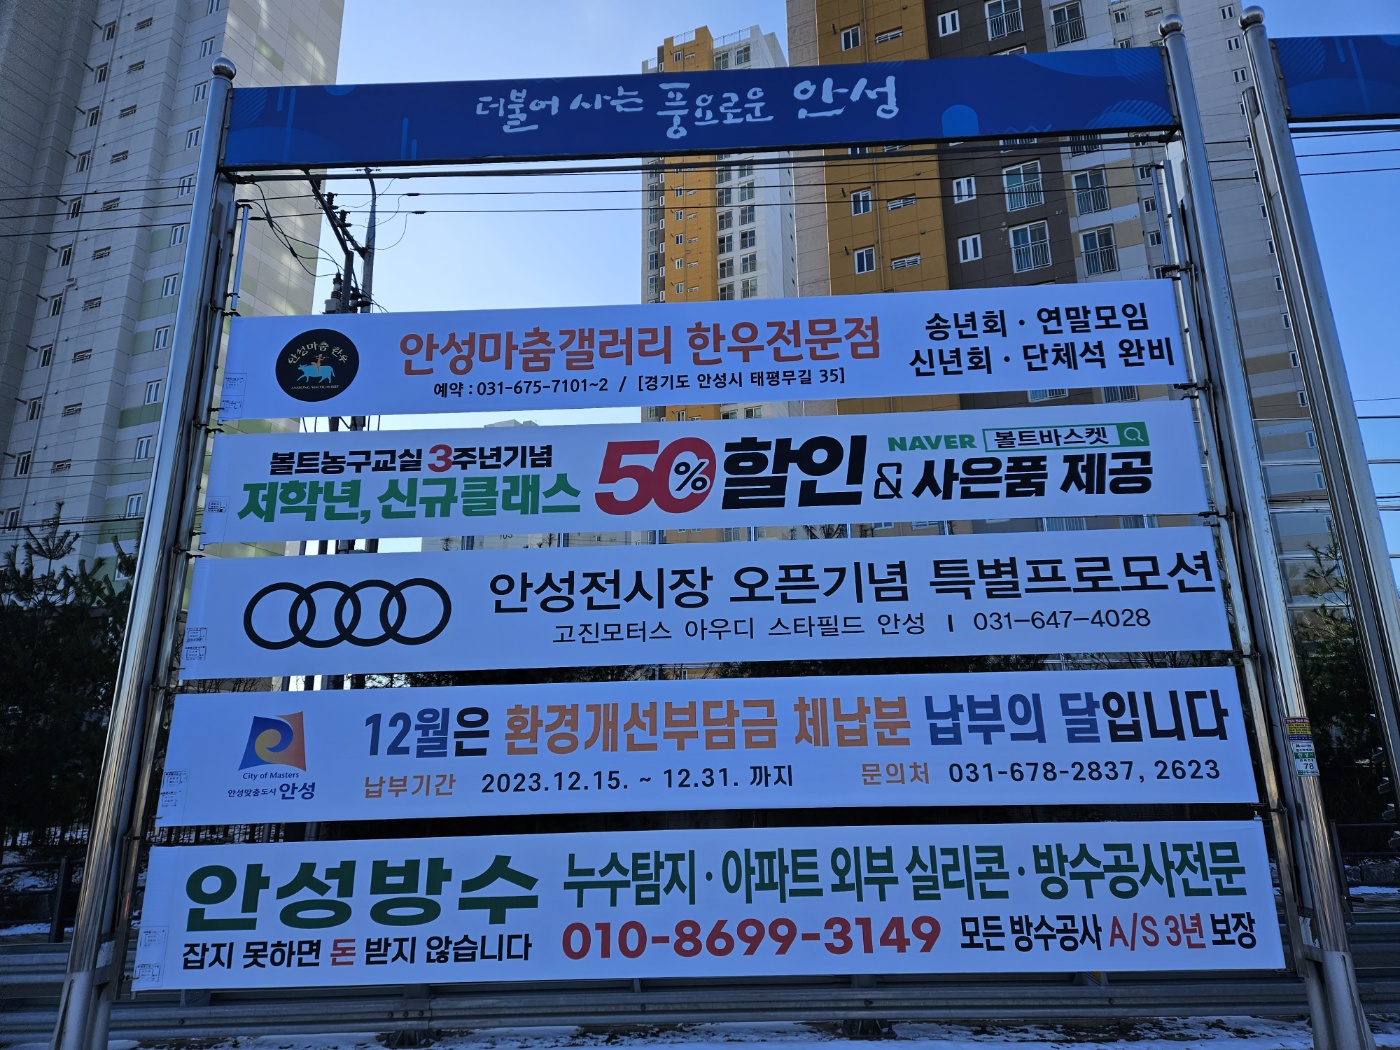 더불어 사는 풍요로운 안성
안성마춤 한우
안성마춤갤러리 한우전문점
예약 : 031-675-7101~2 / [경기도 안성시 태평무길 35]
송년회 · 연말모임
신년회 · 단체석 완비
볼트농구교실 3주년기념
저학년, 신규클래스
50% 할인
NAVER 볼트바스켓
& 사은품 제공
안성전시장 오픈기념 특별프로모션
고진모터스 아우디 스타필드 안성 I 031-647-4028
City of Masters
안성맞춤도시 안성
12월은 환경개선부담금 체납분 납부의 달입니다
납부기간 2023.12.15. ~ 12.31. 까지
문의처 031-678-2837, 2623
안성방수
잡지 못하면 돈 받지 않습니다
누수탐지 · 아파트 외부 실리콘 · 방수공사전문
010-8699-3149 모든 방수공사 A/S 3년 보장
78